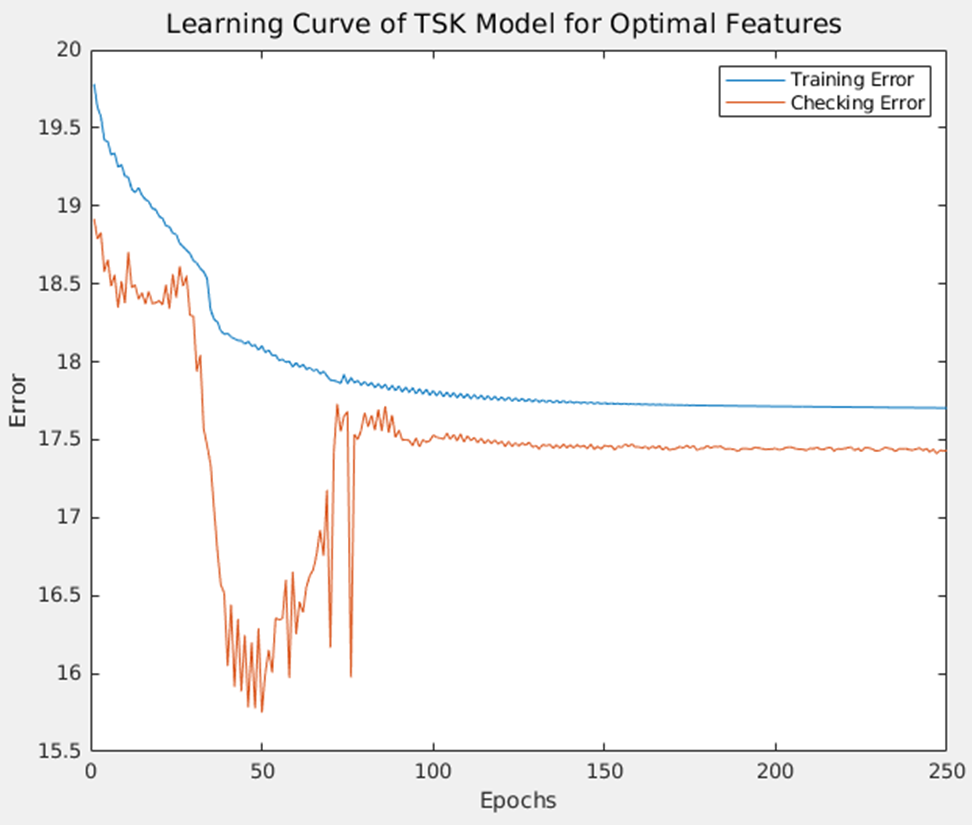 Learning Curve of TSK Model for Optimal Features
Training Error
Checking Error
20
19.5
19
18.5
18
17.5
17
16.5
16
15.5
Error
0 50 100 150 200 250
Epochs